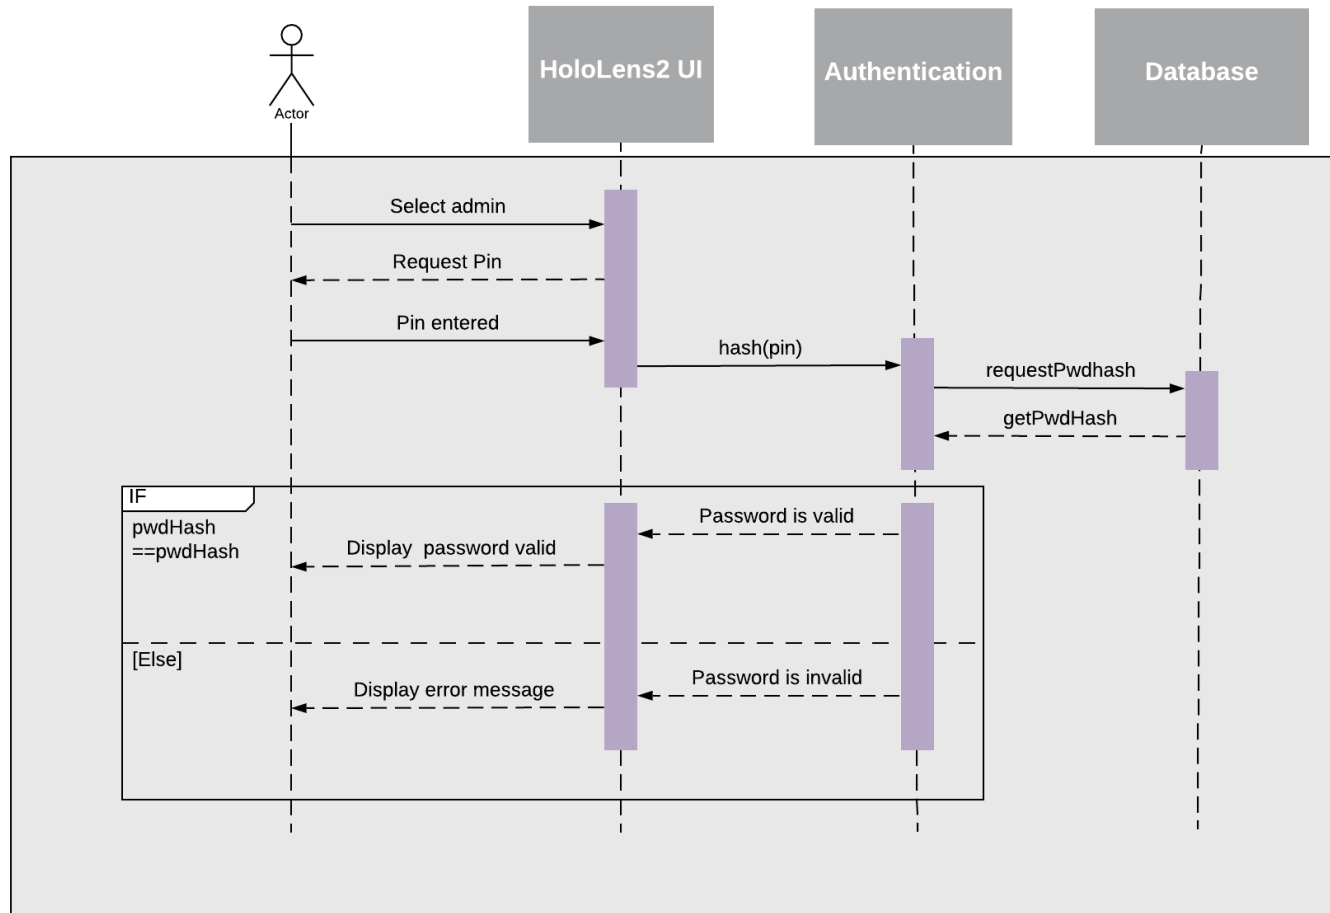 HoloLens2 UI
Authentication
Database
Actor
Select admin
Request Pin
Pin entered
hash(pin)
requestPwdhash
getPwdHash
IF
pwdHash
==pwdHash
Password is valid
Display  password valid
[Else]
Password is invalid
Display error message